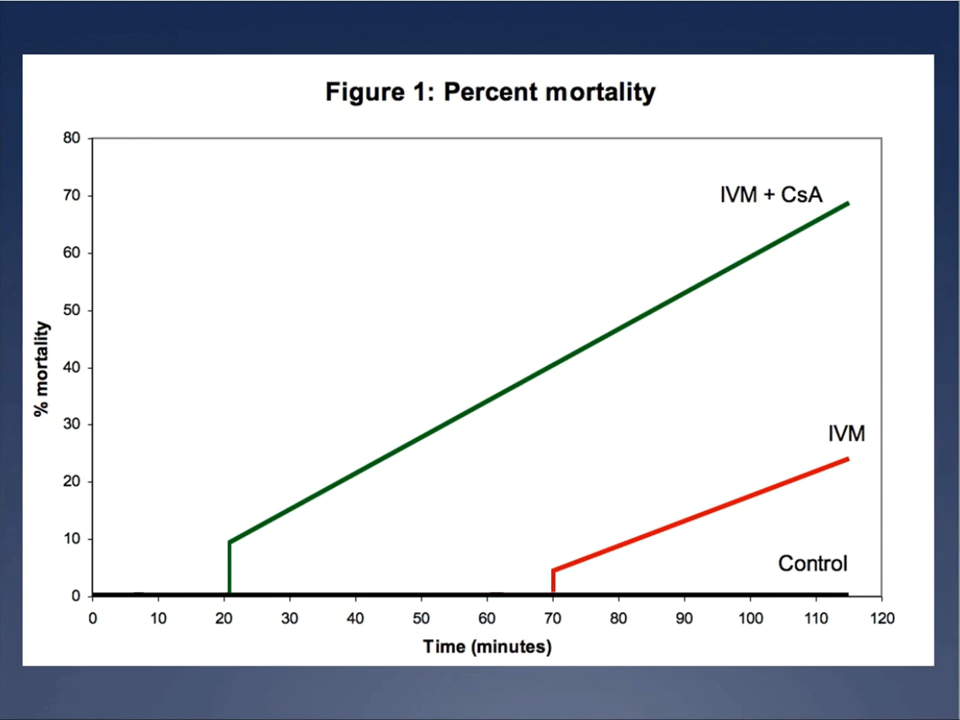 Figure 1: Percent mortality
80
70
60
50
40
30
20
10
0
% mortality
IVM + CsA
IVM
Control
0 10 20 30 40 50 60 70 80 90 100 110 120
Time (minutes)